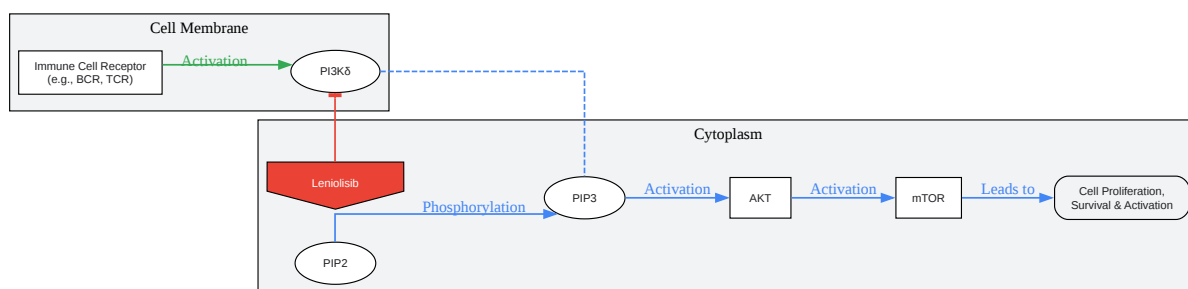 Cell Membrane
Immune Cell Receptor
(e.g., BCR, TCR)
Activation
PI3Kδ
Cytoplasm
Leniolisib
Phosphorylation
PIP2
PIP3
Activation
AKT
Activation
mTOR
Leads to
Cell Proliferation,
Survival & Activation